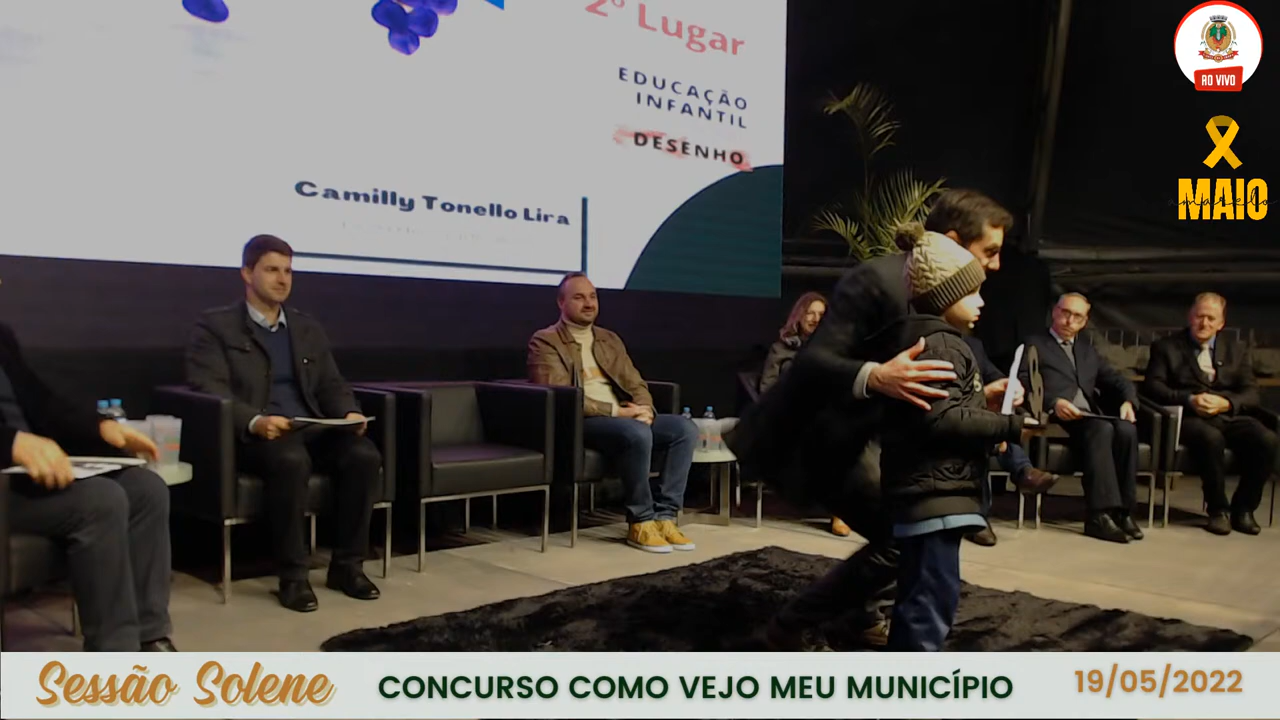 2º Lugar
EDUCAÇÃO
INFANTIL
DESENHO
Camilly Tonello Lira
AO VIVO
MAIO
amarelo
Sessão Solene
CONCURSO COMO VEJO MEU MUNICÍPIO
19/05/2022